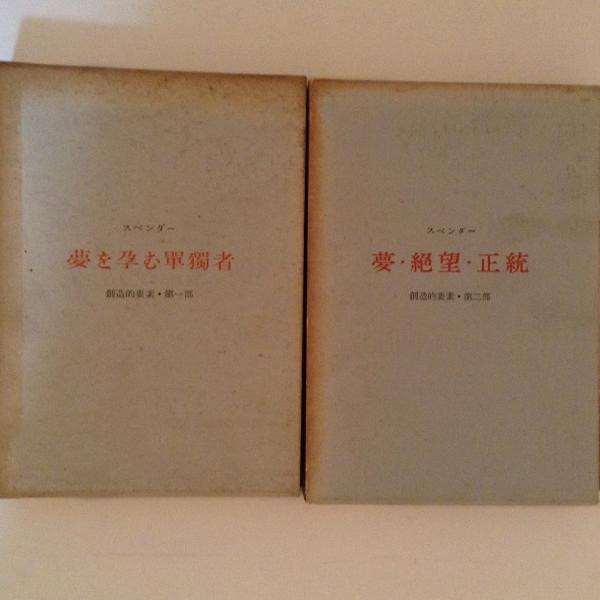 スペンダー
夢を孕む單獨者
創造的要素・第一部
スペンダー
夢・絶望・正統
創造的要素・第二部